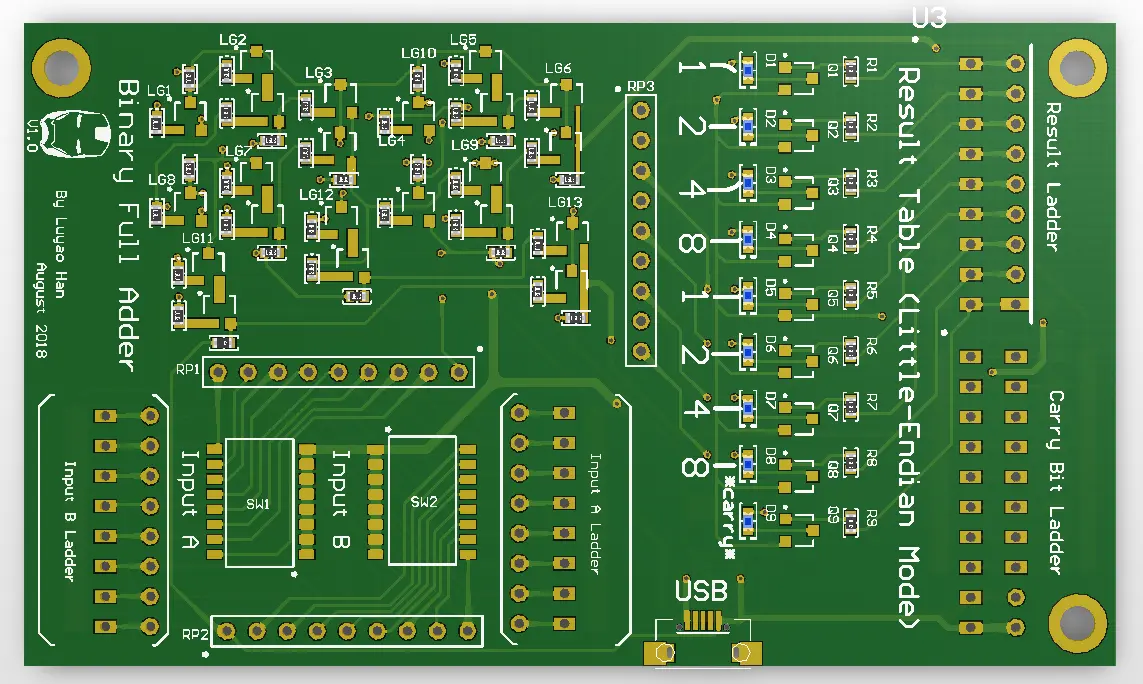 U3
LG2
LG5
LG10
LG6
LG3
LG1
LG4
LG7
LG9
LG8
LG12
LG13
LG11
V1.0
Binary Full Adder
By Liuyao Han
August 2018
RP3
1
2
4
8
1
2
4
8
*carry*
D1
D2
D3
D4
D5
D6
D7
D8
D9
Q1
Q2
Q3
Q4
Q5
Q6
Q7
Q8
Q9
R1
R2
R3
R4
R5
R6
R7
R8
R9
Result Table (Little-Endian Mode)
Result Ladder
Carry Bit Ladder
RP1
Input B Ladder
Input A
SW1
Input B
SW2
Input A Ladder
RP2
USB